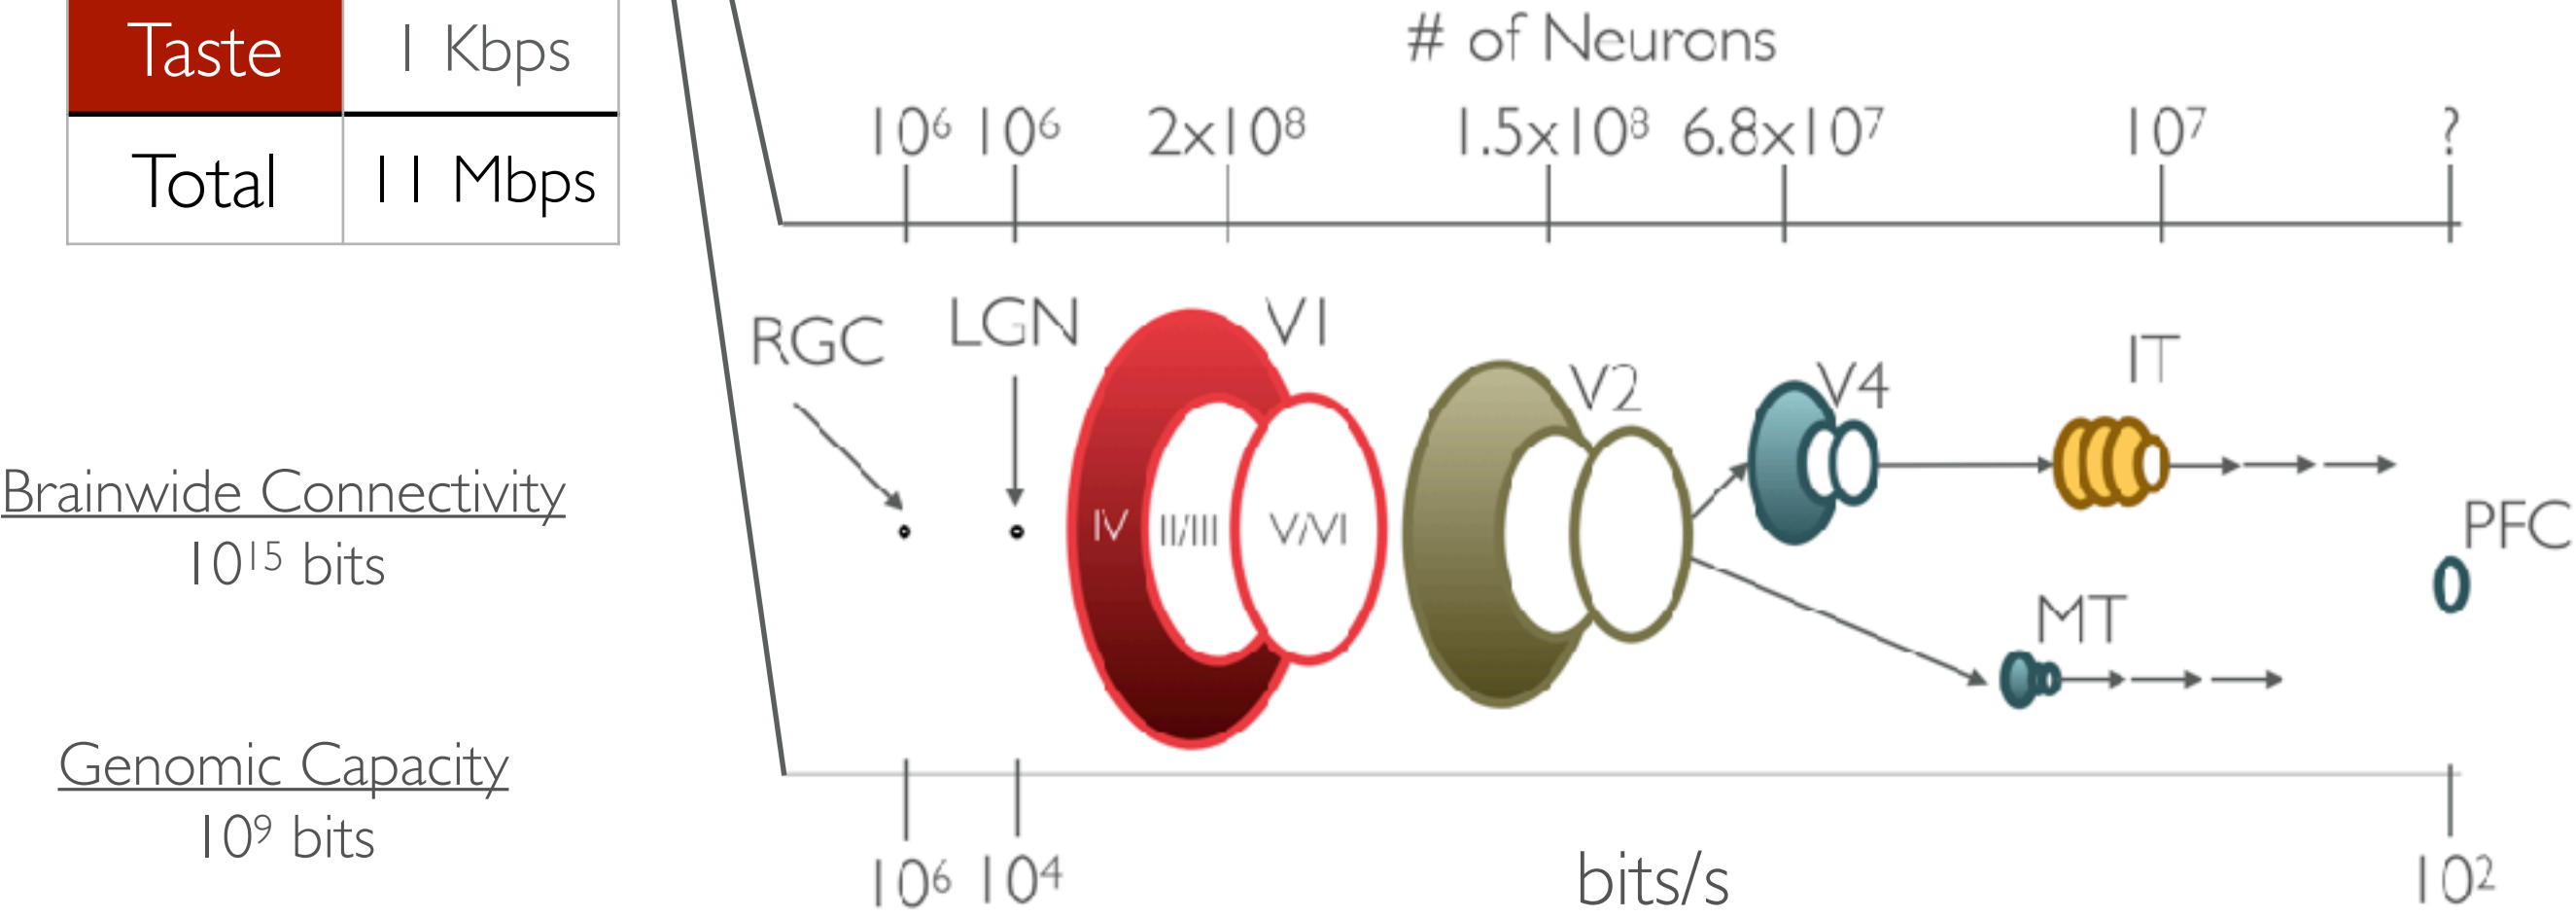 Taste 1 Kbps
Total 11 Mbps
Brainwide Connectivity
10¹⁵ bits
Genomic Capacity
10⁹ bits
# of Neurons
10⁶ 10⁶ 2x10⁸ 1.5x10⁸ 6.8x10⁷ 10⁷ ?
RGC LGN V1 V2 V4 IT
IV II/III V/VI
PFC
MT
10⁶ 10⁴ bits/s 10²